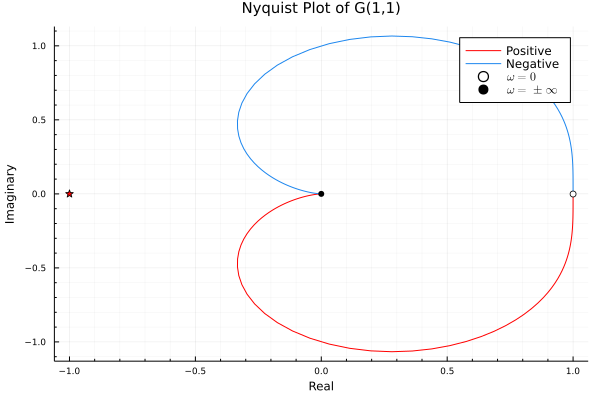 Nyquist Plot of G(1,1)
Positive
Negative
ω = 0
ω = ±∞
1.0
0.5
0.0
−0.5
−1.0
Imaginary
−1.0 −0.5 0.0 0.5 1.0
Real